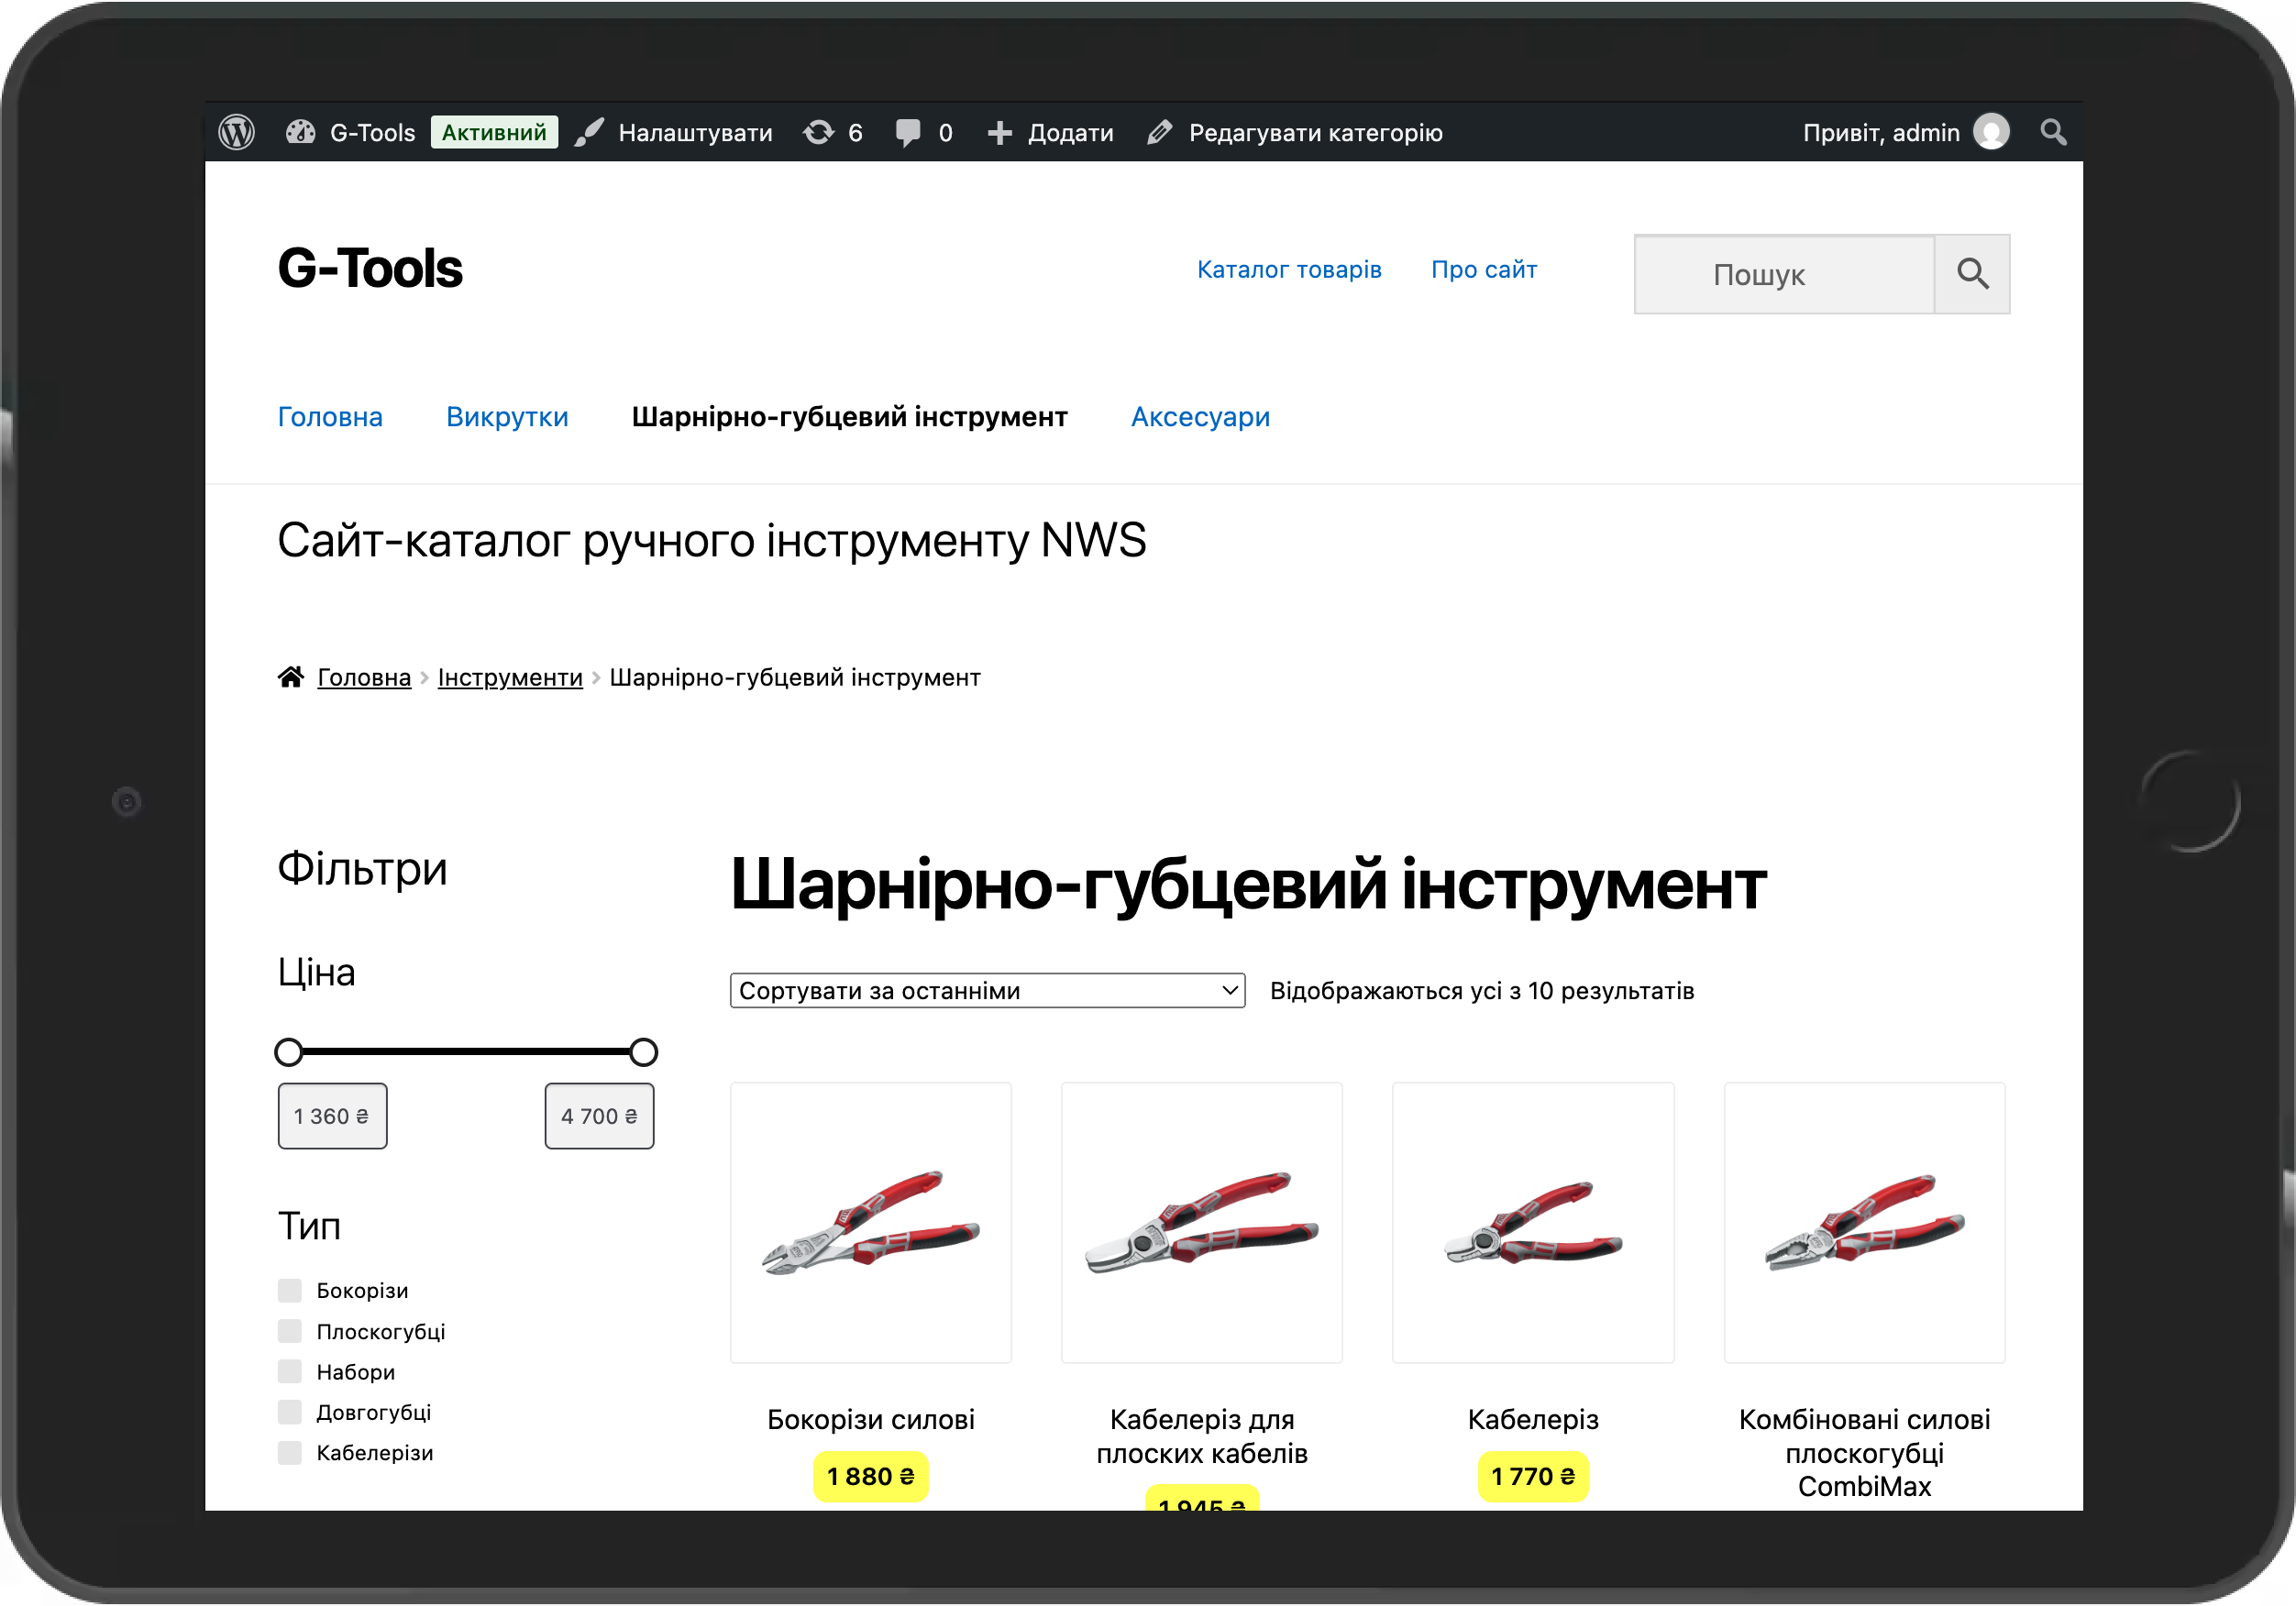 G-Tools Активний Налаштувати 6 0 Додати Редагувати категорію Привіт, admin
G-Tools
Каталог товарів Про сайт Пошук
Головна Викрутки Шарнірно-губцевий інструмент Аксесуари
Сайт-каталог ручного інструменту NWS
Головна Інструменти Шарнірно-губцевий інструмент
Фільтри
Ціна
1 360 ₴ 4 700 ₴
Тип
Бокорізи
Плоскогубці
Набори
Довгогубці
Кабелерізи
Шарнірно-губцевий інструмент
Сортувати за останніми Відображаються усі з 10 результатів
Бокорізи силові
1 880 ₴
Кабелеріз для
плоских кабелів
1 945 ₴
Кабелеріз
1 770 ₴
Комбіновані силові
плоскогубці
CombiMax